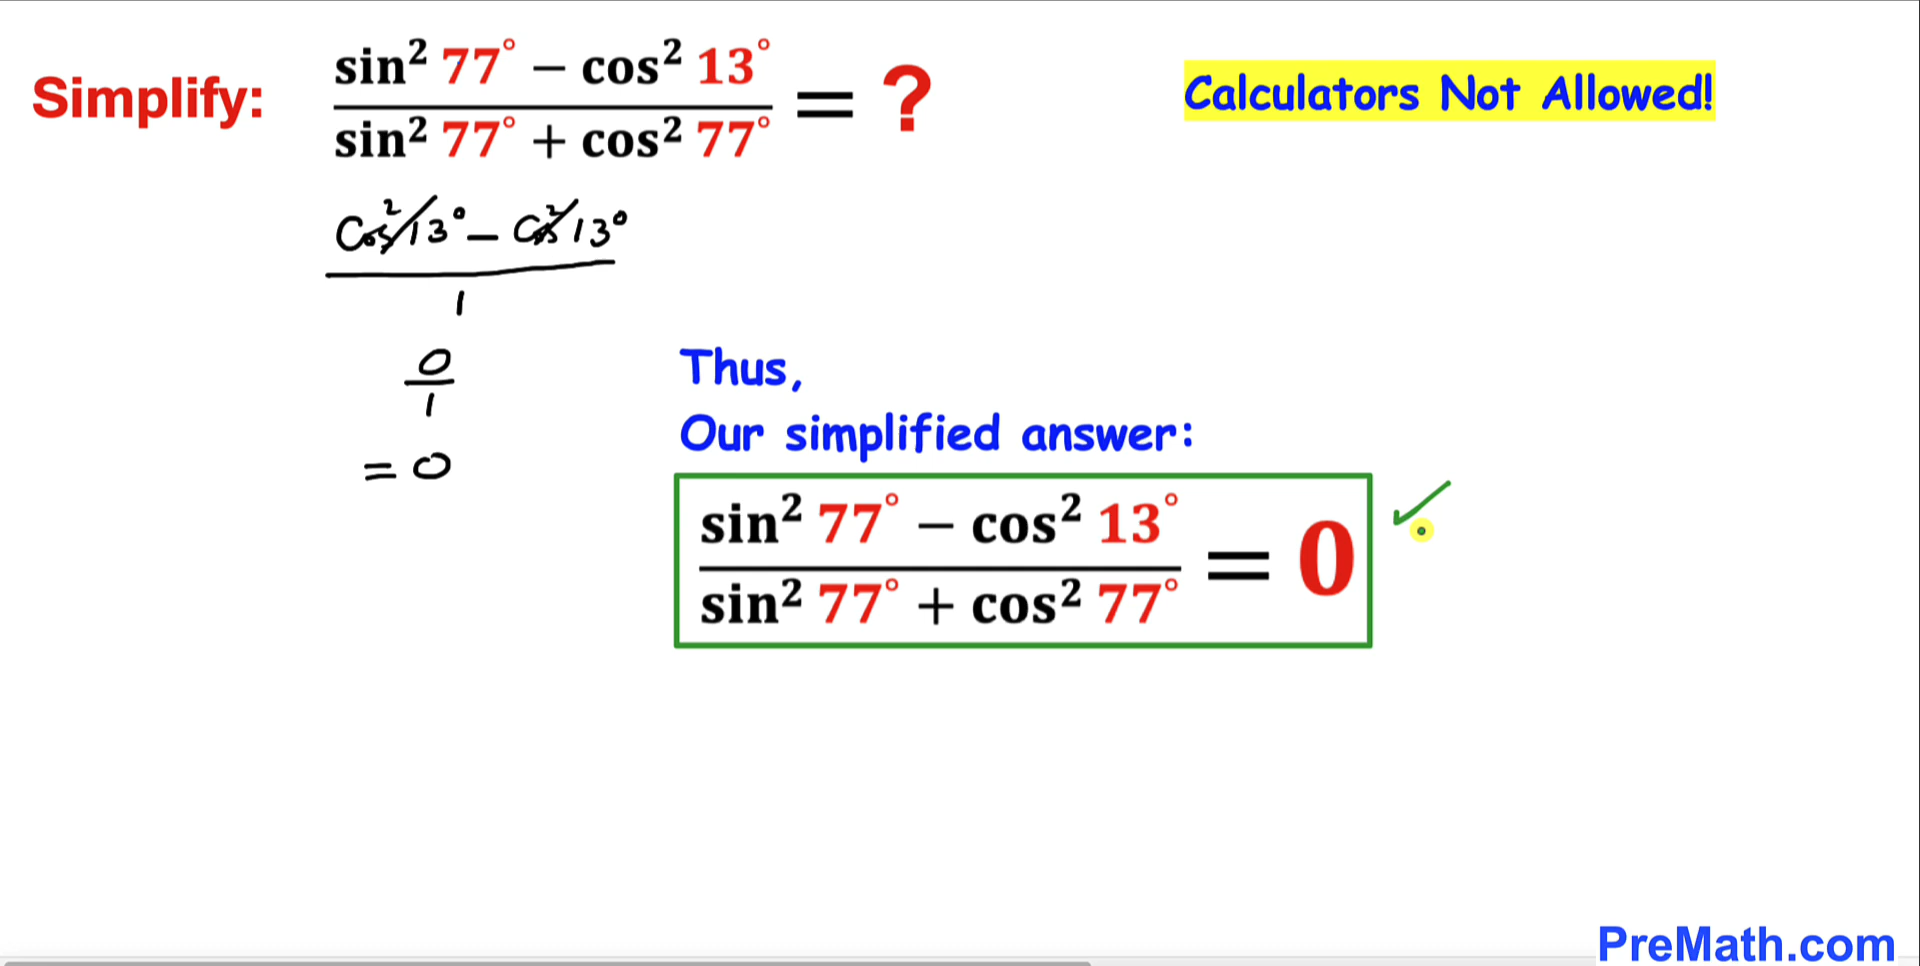 Simplify: sin² 77° − cos² 13° / sin² 77° + cos² 77° = ?
Calculators Not Allowed!
Cos² 13° − Cos² 13°
1
0
1
= 0
Thus,
Our simplified answer:
sin² 77° − cos² 13° / sin² 77° + cos² 77° = 0
PreMath.com